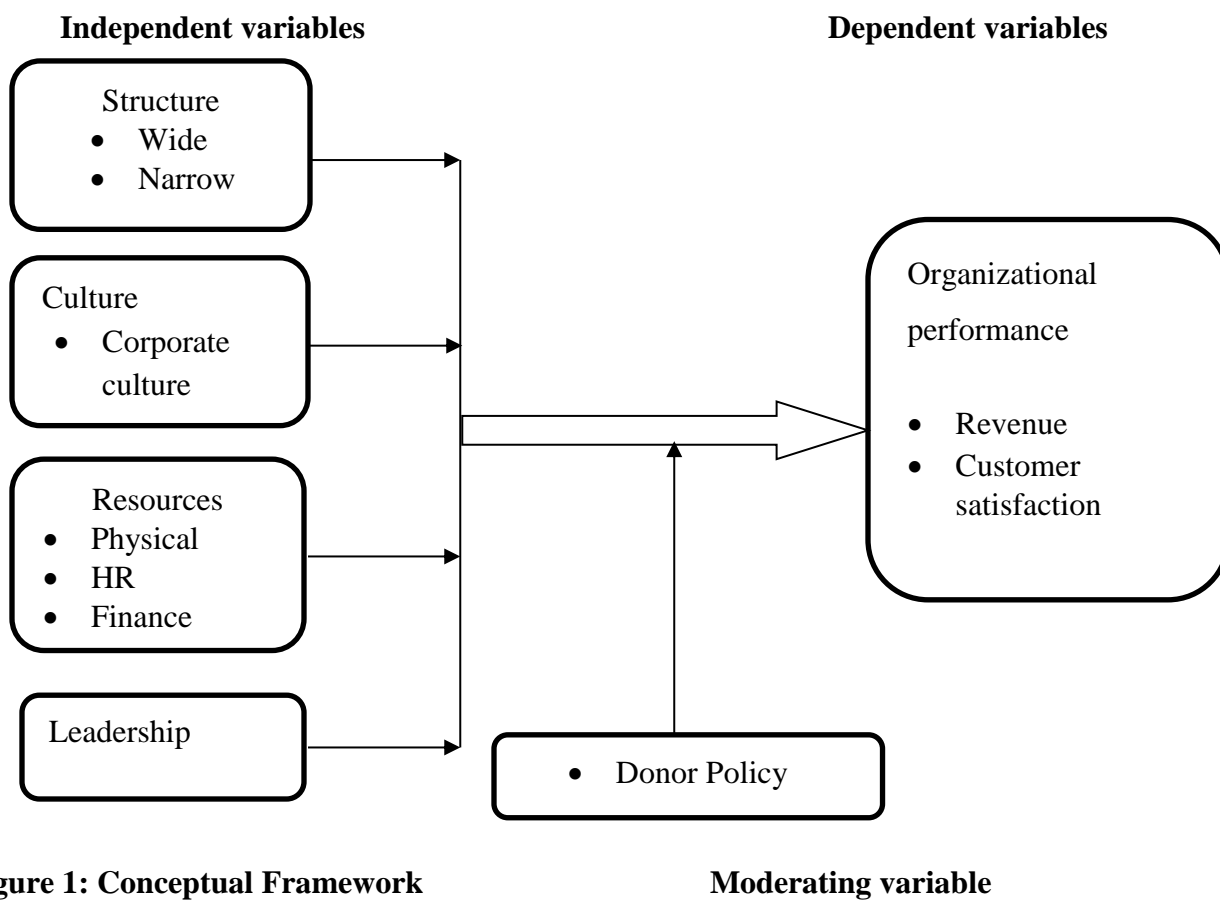 Independent variables
Dependent variables
Structure
• Wide
• Narrow
Culture
• Corporate
culture
Resources
• Physical
• HR
• Finance
Leadership
Organizational
performance
• Revenue
• Customer
satisfaction
• Donor Policy
gure 1: Conceptual Framework
Moderating variable